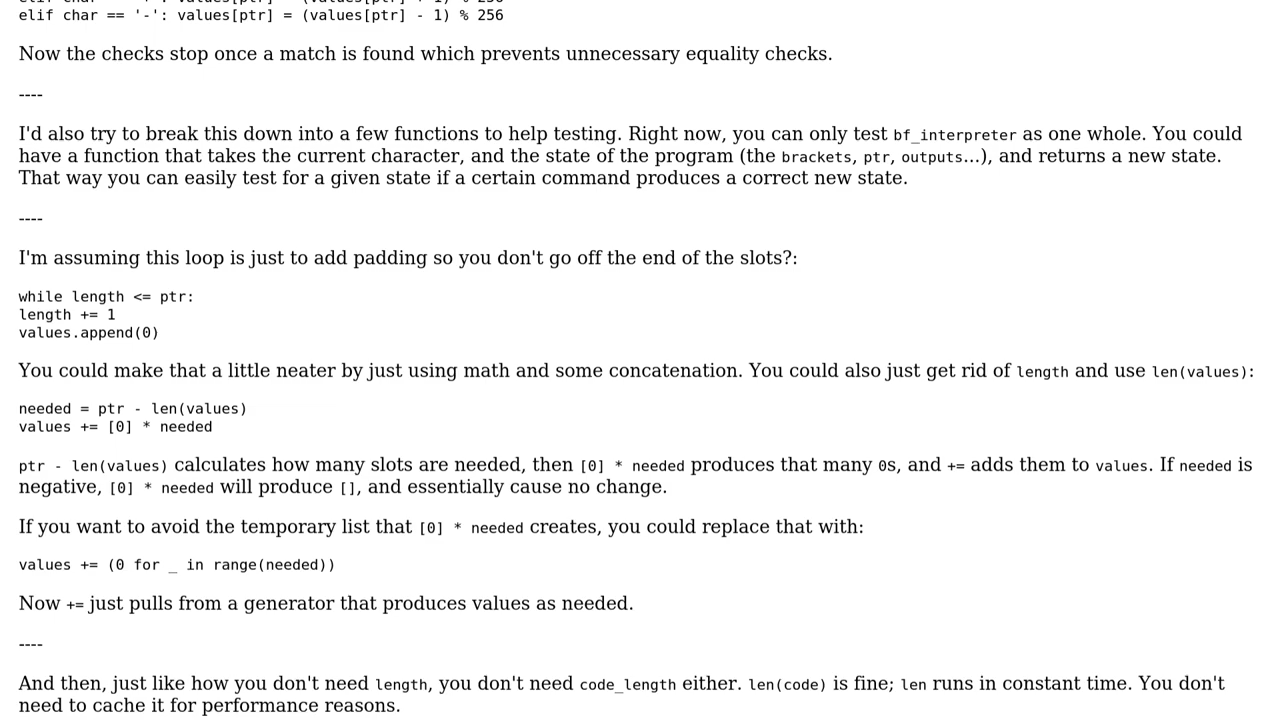 elif char == '-': values[ptr] = (values[ptr] - 1) % 256
Now the checks stop once a match is found which prevents unnecessary equality checks.
----
I'd also try to break this down into a few functions to help testing. Right now, you can only test bf_interpreter as one whole. You could
have a function that takes the current character, and the state of the program (the brackets, ptr, outputs...), and returns a new state.
That way you can easily test for a given state if a certain command produces a correct new state.
----
I'm assuming this loop is just to add padding so you don't go off the end of the slots?:
while length <= ptr:
length += 1
values.append(0)
You could make that a little neater by just using math and some concatenation. You could also just get rid of length and use len(values):
needed = ptr - len(values)
values += [0] * needed
ptr - len(values) calculates how many slots are needed, then [0] * needed produces that many 0s, and += adds them to values. If needed is
negative, [0] * needed will produce [], and essentially cause no change.
If you want to avoid the temporary list that [0] * needed creates, you could replace that with:
values += (0 for _ in range(needed))
Now += just pulls from a generator that produces values as needed.
----
And then, just like how you don't need length, you don't need code_length either. len(code) is fine; len runs in constant time. You don't
need to cache it for performance reasons.